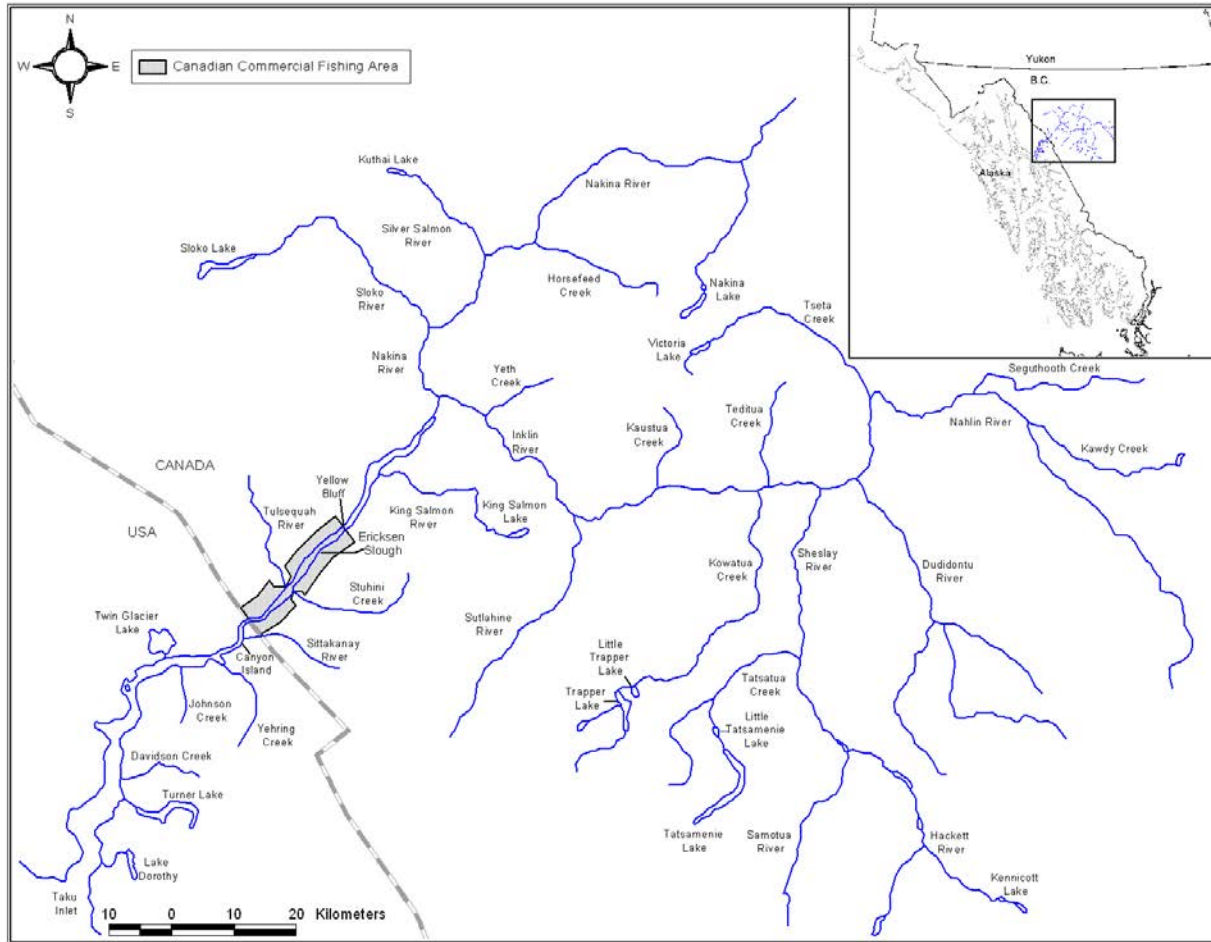 N
W
E
S
Canadian Commercial Fishing Area
Yukon
B.C.
Alaska
Kuthai Lake
Nakina River
Silver Salmon
River
Sloko Lake
Horsefeed
Creek
Sloko
River
Nakina
Lake
Tseta
Creek
Victoria
Lake
Nakina
River
Yeth
Creek
Seguthooth Creek
Teditua
Creek
Kaustua
Creek
Nahlin River
Inklin
River
Kawdy Creek
CANADA
Yellow
Bluff
USA
Tulsequah
River
King Salmon
River
King Salmon
Lake
Ericksen
Slough
Kowatua
Creek
Sheslay
River
Dudidontu
River
Stuhini
Creek
Twin Glacier
Lake
Sutlahine
River
Sittakanay
River
Canyon
Island
Little
Trapper
Lake
Tatsatua
Creek
Trapper
Lake
Johnson
Creek
Yehring
Creek
Little
Tatsamenie
Lake
Davidson Creek
Turner Lake
Tatsamenie
Lake
Samotua
River
Hackett
River
Lake
Dorothy
Kennicott
Lake
Taku
Inlet
10 0 10 20 Kilometers